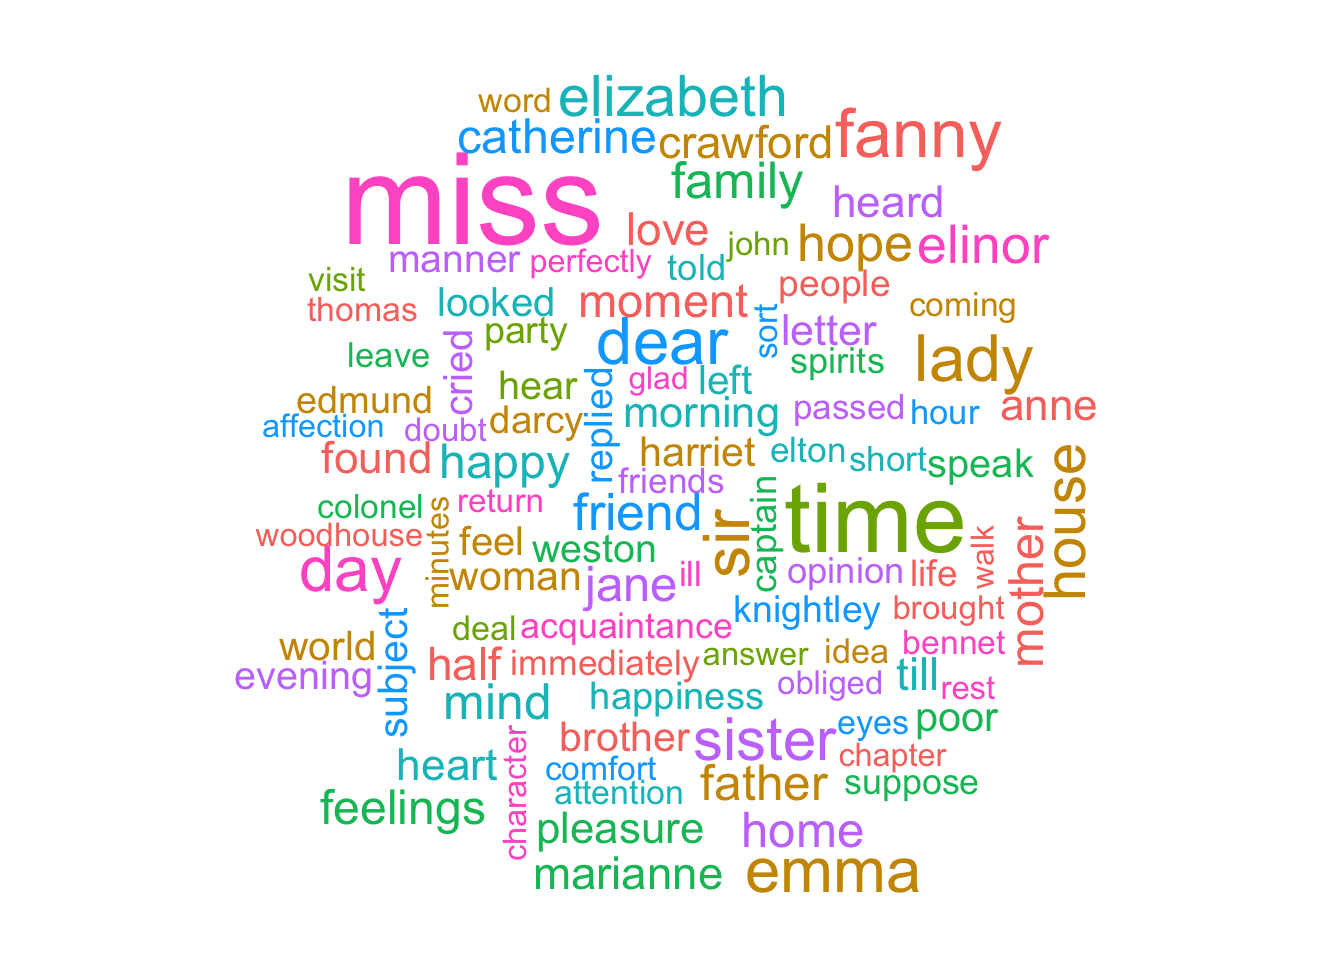 word elizabeth
catherine crawford fanny
miss family heard
love john hope elinor
manner perfectly told
visit people
thomas looked moment coming
party dear sort letter lady
leave cried spirits
hear glad left
edmund replied morning passed hour anne
affection doubt darcy
found happy harriet elton short speak house
friends
colonel minutes return friend sir captain time
woodhouse feel weston walk mother
day woman jane ill opinion life
knightley brought
subject deal acquaintance bennet
world half immediately answer idea
evening obliged till rest
mind happiness
brother sister eyes poor
heart character comfort chapter
attention father suppose
feelings pleasure home
marianne emma